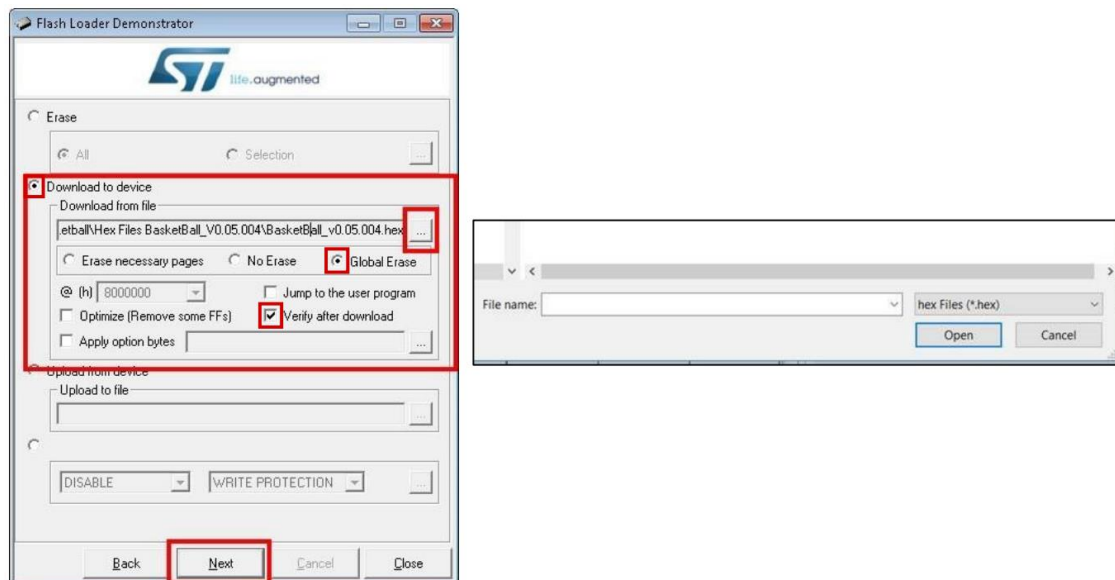 Flash Loader Demonstrator
ST life.augmented
Erase
All Selection ...
Download to device
Download from file
.etball\Hex Files BasketBall_V0.05.004\BasketBall_v0.05.004.hex ...
Erase necessary pages No Erase Global Erase
@ (h) 8000000 Jump to the user program
Optimize (Remove some FFs) Verify after download
Apply option bytes ...
Upload from device
Upload to file
...
DISABLE WRITE PROTECTION ...
Back Next Cancel Close
File name: hex Files (*.hex)
Open Cancel